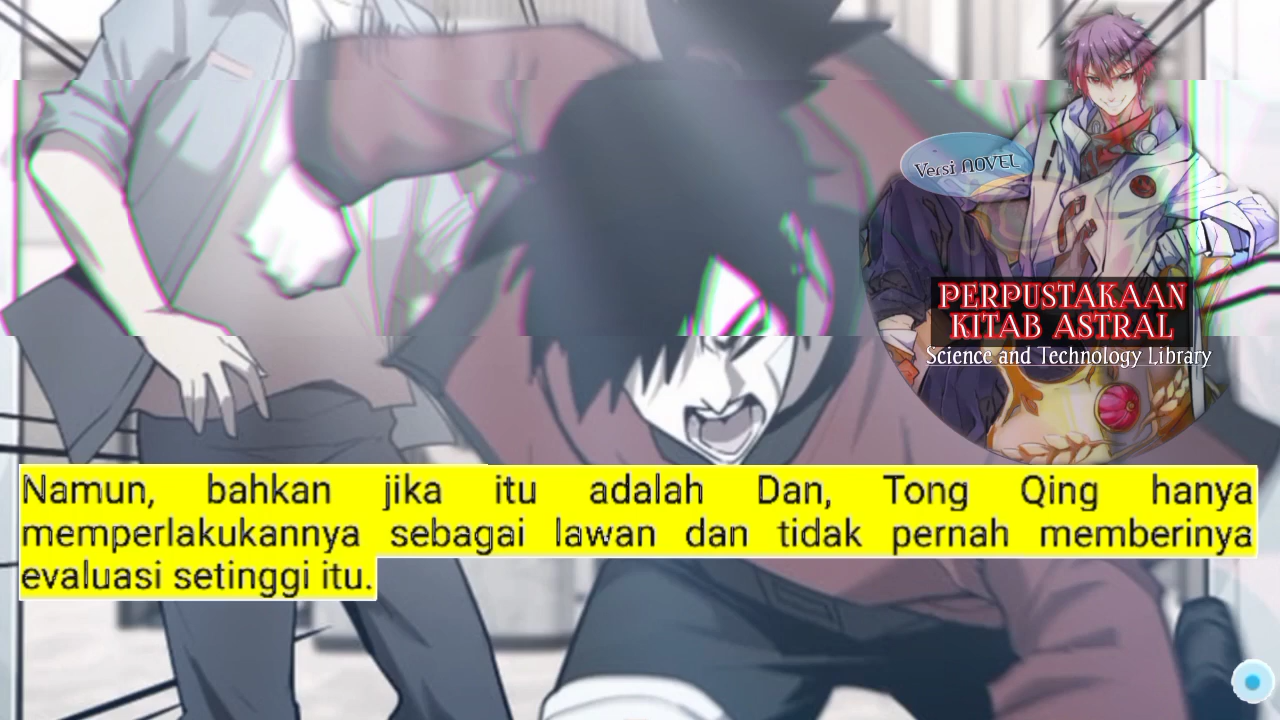 Versi NOVEL
PERPUSTAKAAN
KITAB ASTRAL
Science and Technology Library
Namun, bahkan jika itu adalah Dan, Tong Qing hanya
memperlakukannya sebagai lawan dan tidak pernah memberinya
evaluasi setinggi itu.